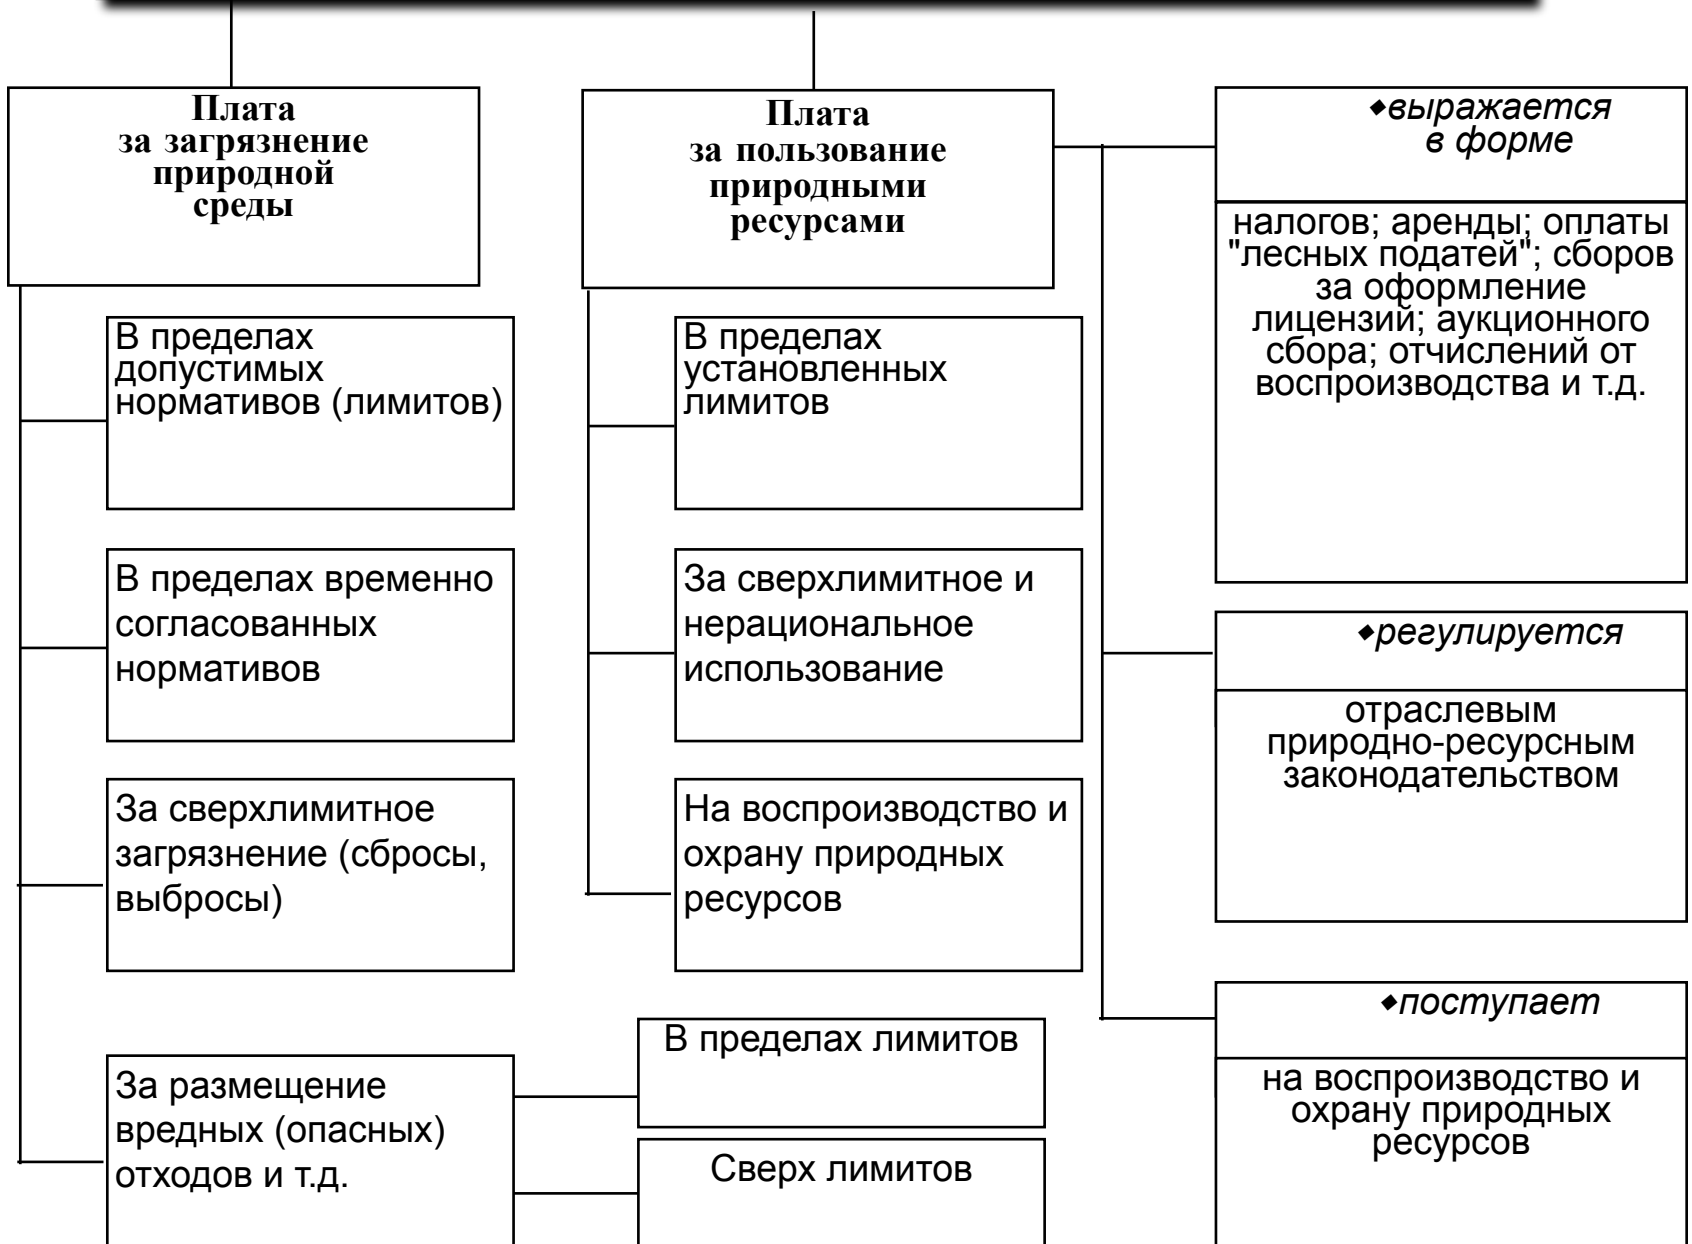 Плата
за загрязнение
природной
среды
В пределах
допустимых
нормативов (лимитов)
В пределах временно
согласованных
нормативов
За сверхлимитное
загрязнение (сбросы,
выбросы)
За размещение
вредных (опасных)
отходов и т.д.
В пределах лимитов
Сверх лимитов
Плата
за пользование
природными
ресурсами
В пределах
установленных
лимитов
За сверхлимитное и
нерациональное
использование
На воспроизводство и
охрану природных
ресурсов
◆выражается
в форме
налогов; аренды; оплаты
"лесных податей"; сборов
за оформление
лицензий; аукционного
сбора; отчислений от
воспроизводства и т.д.
◆регулируется
отраслевым
природно-ресурсным
законодательством
◆поступает
на воспроизводство и
охрану природных
ресурсов